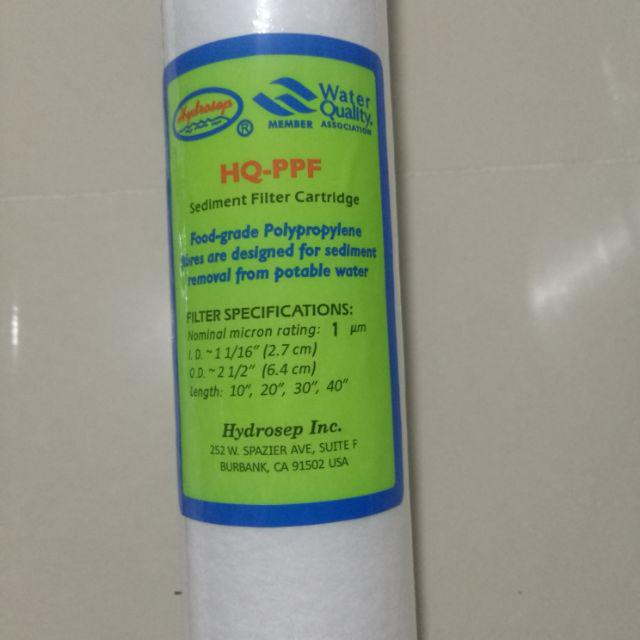 Hydrosep ®
Water
Quality
MEMBER ASSOCIATION
HQ-PPF
Sediment Filter Cartridge
Food-grade Polypropylene
fibres are designed for sediment
removal from potable water
FILTER SPECIFICATIONS:
Nominal micron rating: 1 µm
I.D. ~ 1 1/16" (2.7 cm)
O.D. ~ 2 1/2" (6.4 cm)
Length: 10", 20", 30", 40"
Hydrosep Inc.
252 W. SPAZIER AVE, SUITE F
BURBANK, CA 91502 USA